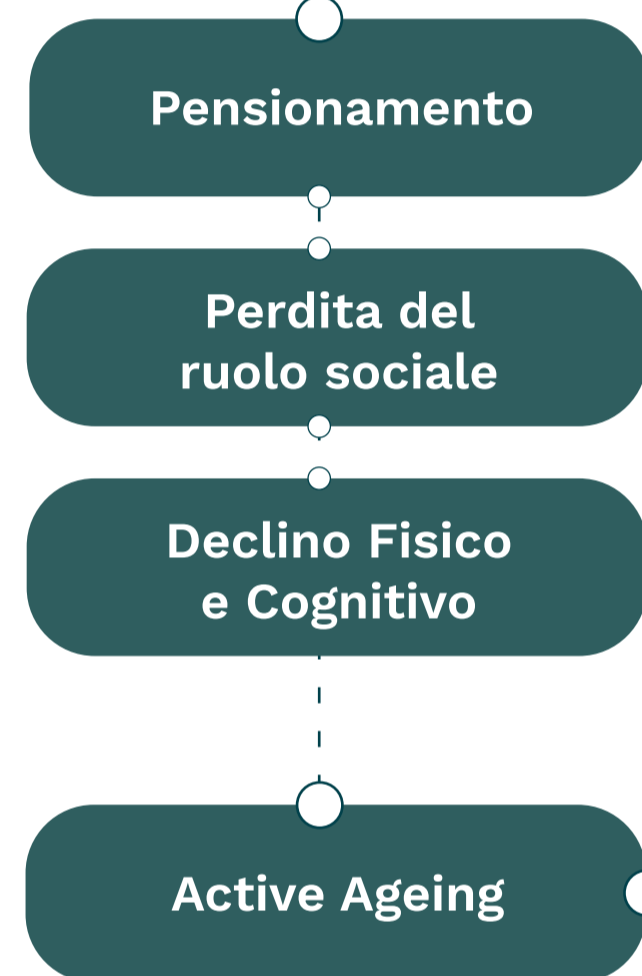 Pensionamento
Perdita del
ruolo sociale
Declino Fisico
e Cognitivo
Active Ageing